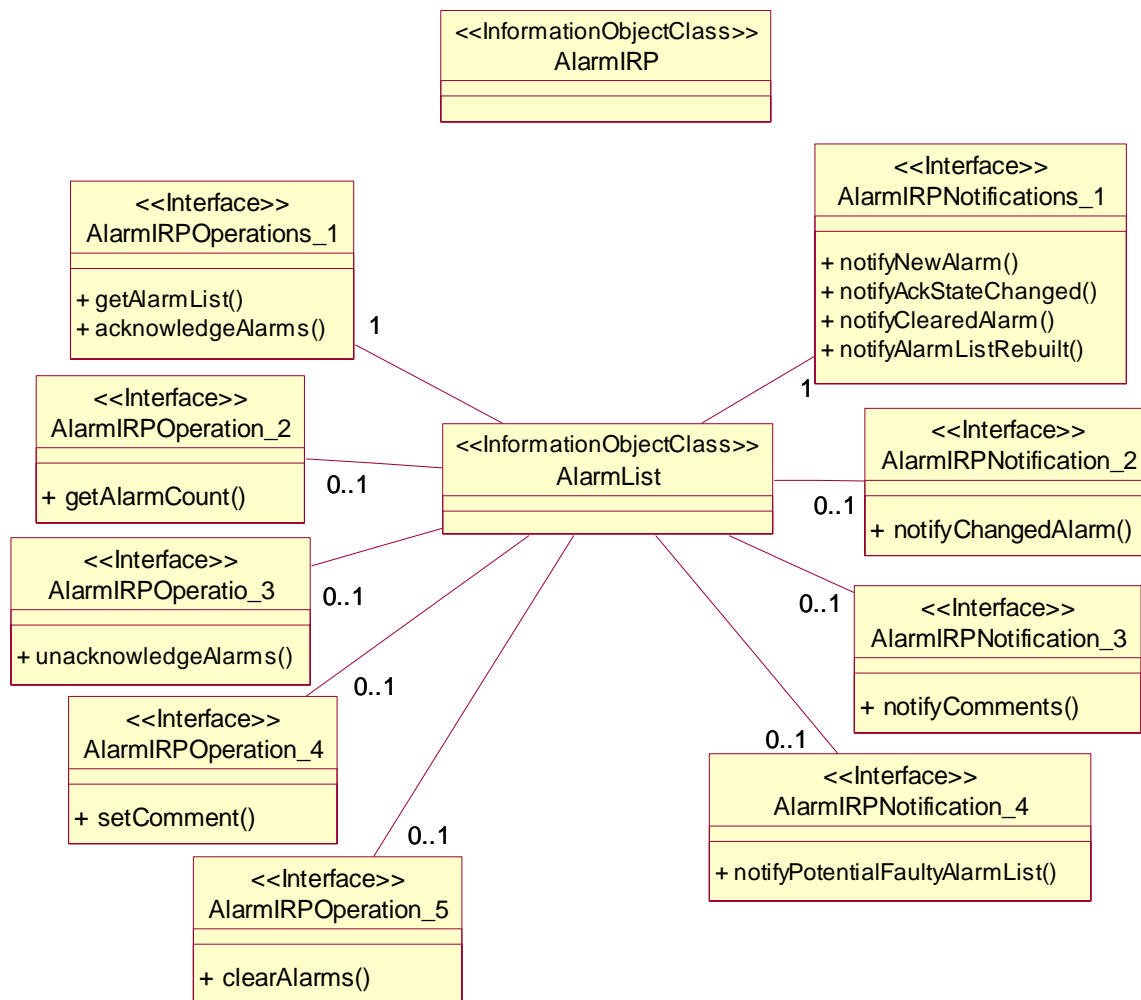 <<InformationObjectClass>>
AlarmIRP
<<Interface>>
AlarmIRPOperations_1
+ getAlarmList()
+ acknowledgeAlarms()
1
<<Interface>>
AlarmIRPNotifications_1
+ notifyNewAlarm()
+ notifyAckStateChanged()
+ notifyClearedAlarm()
+ notifyAlarmListRebuilt()
1
<<Interface>>
AlarmIRPOperation_2
+ getAlarmCount()
0..1
<<InformationObjectClass>>
AlarmList
<<Interface>>
AlarmIRPNotification_2
+ notifyChangedAlarm()
0..1
<<Interface>>
AlarmIRPOperatio_3
+ unacknowledgeAlarms()
0..1
<<Interface>>
AlarmIRPNotification_3
+ notifyComments()
0..1
<<Interface>>
AlarmIRPOperation_4
+ setComment()
0..1
<<Interface>>
AlarmIRPNotification_4
+ notifyPotentialFaultyAlarmList()
0..1
<<Interface>>
AlarmIRPOperation_5
+ clearAlarms()
0..1